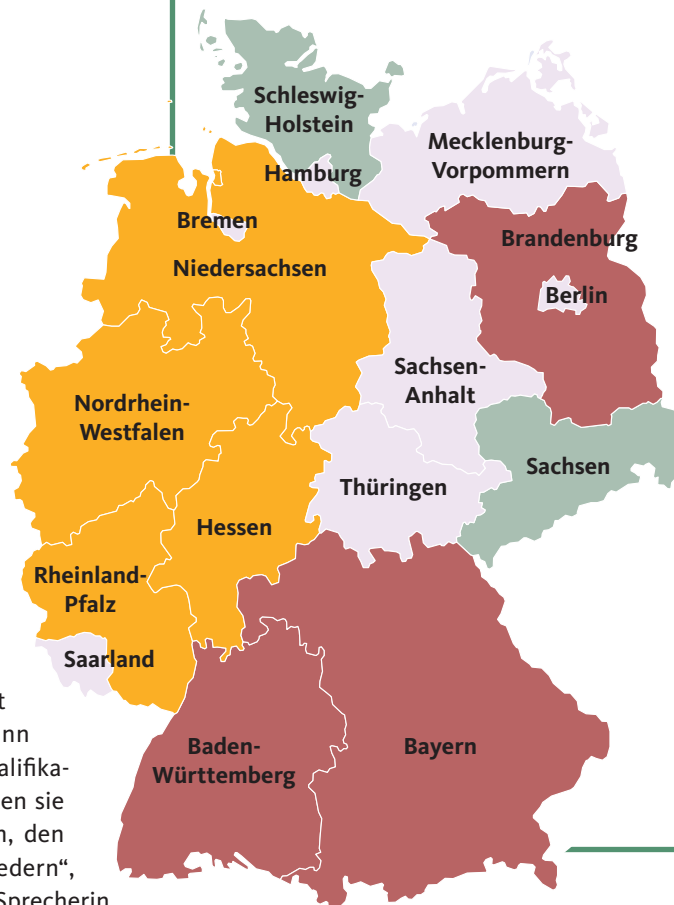 Schleswig-
Holstein
Mecklenburg-
Vorpommern
Hamburg
Bremen
Brandenburg
Niedersachsen
Berlin
Sachsen-
Anhalt
Nordrhein-
Westfalen
Sachsen
Thüringen
Hessen
Rheinland-
Pfalz
Saarland
Baden-
Württemberg
Bayern
t
nn
alifika-
en sie
n, den
edern“,
Sprecherin